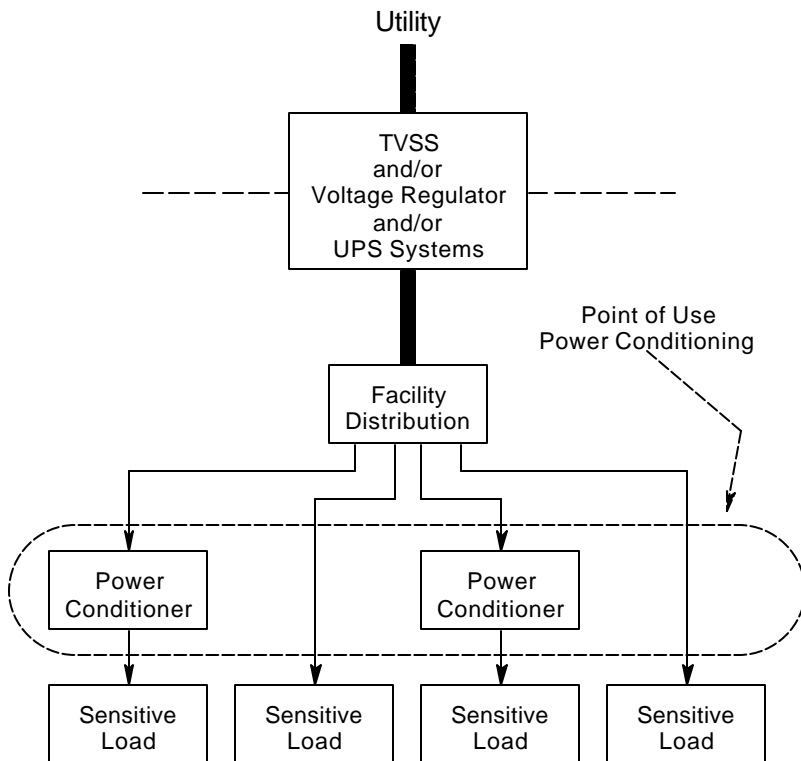 Utility
TVSS
and/or
Voltage Regulator
and/or
UPS Systems
Point of Use
Power Conditioning
Facility
Distribution
Power
Conditioner
Power
Conditioner
Sensitive
Load
Sensitive
Load
Sensitive
Load
Sensitive
Load